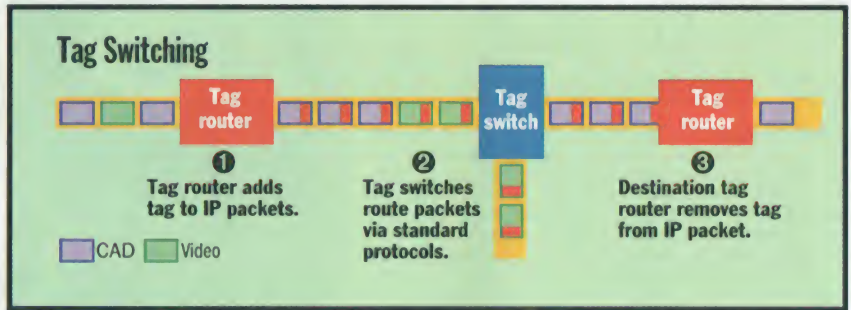 Tag Switching
Tag
router
Tag
switch
Tag
router
❶
Tag router adds
tag to IP packets.
❷
Tag switches
route packets
via standard
protocols.
❸
Destination tag
router removes tag
from IP packet.
CAD
Video